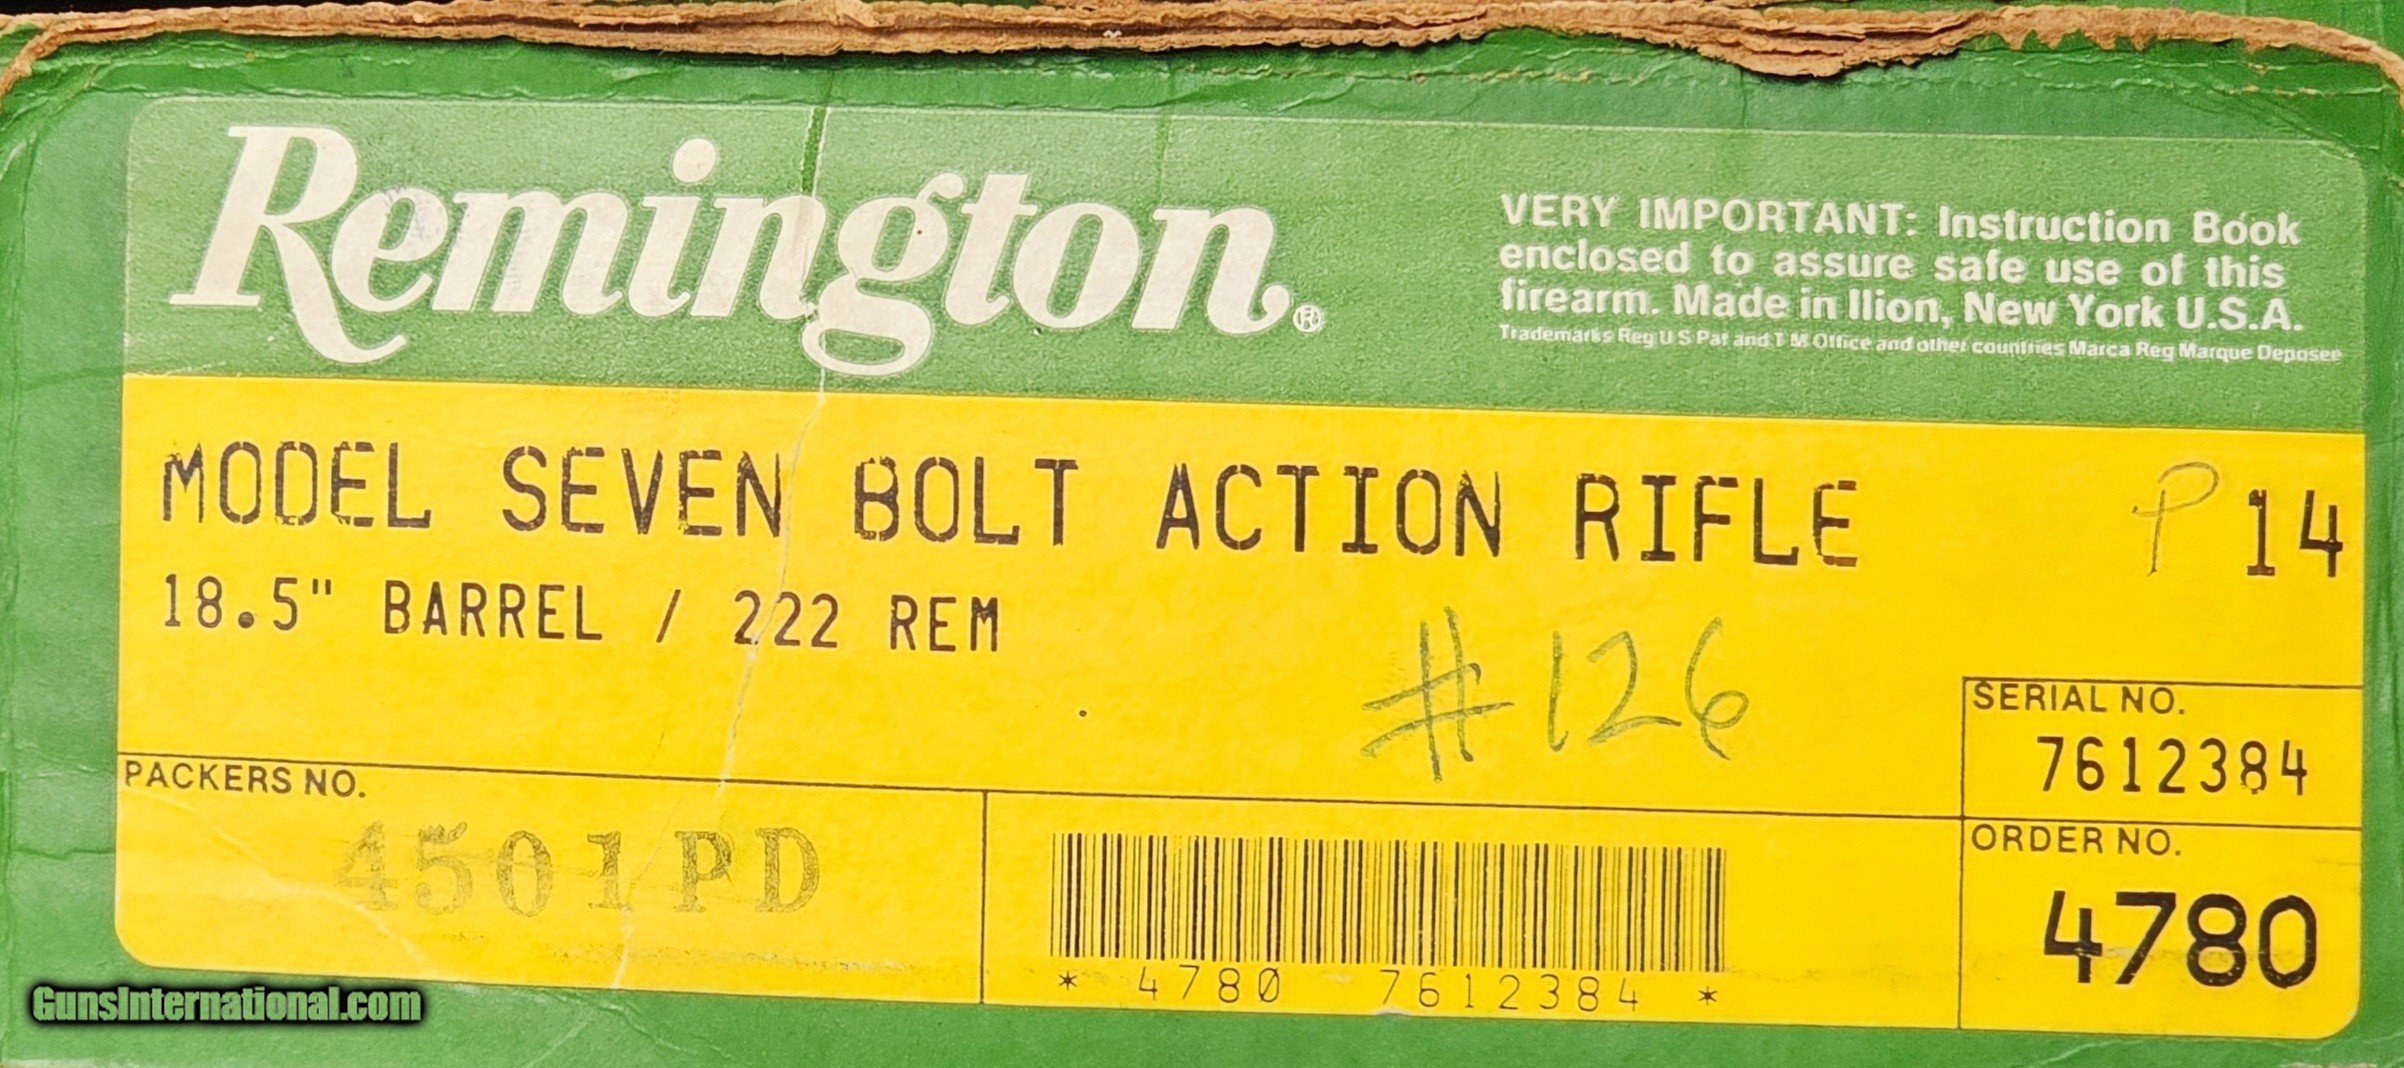 Remington®
VERY IMPORTANT: Instruction Book
enclosed to assure safe use of this
firearm. Made in Ilion, New York U.S.A.
Trademarks Reg U S Pat and T M Office and other countries Marca Reg Marque Deposee
MODEL SEVEN BOLT ACTION RIFLE
P 14
18.5" BARREL / 222 REM
#126
SERIAL NO.
7612384
PACKERS NO.
4501PD
* 4780 7612384 *
ORDER NO.
4780
GunsInternational.com